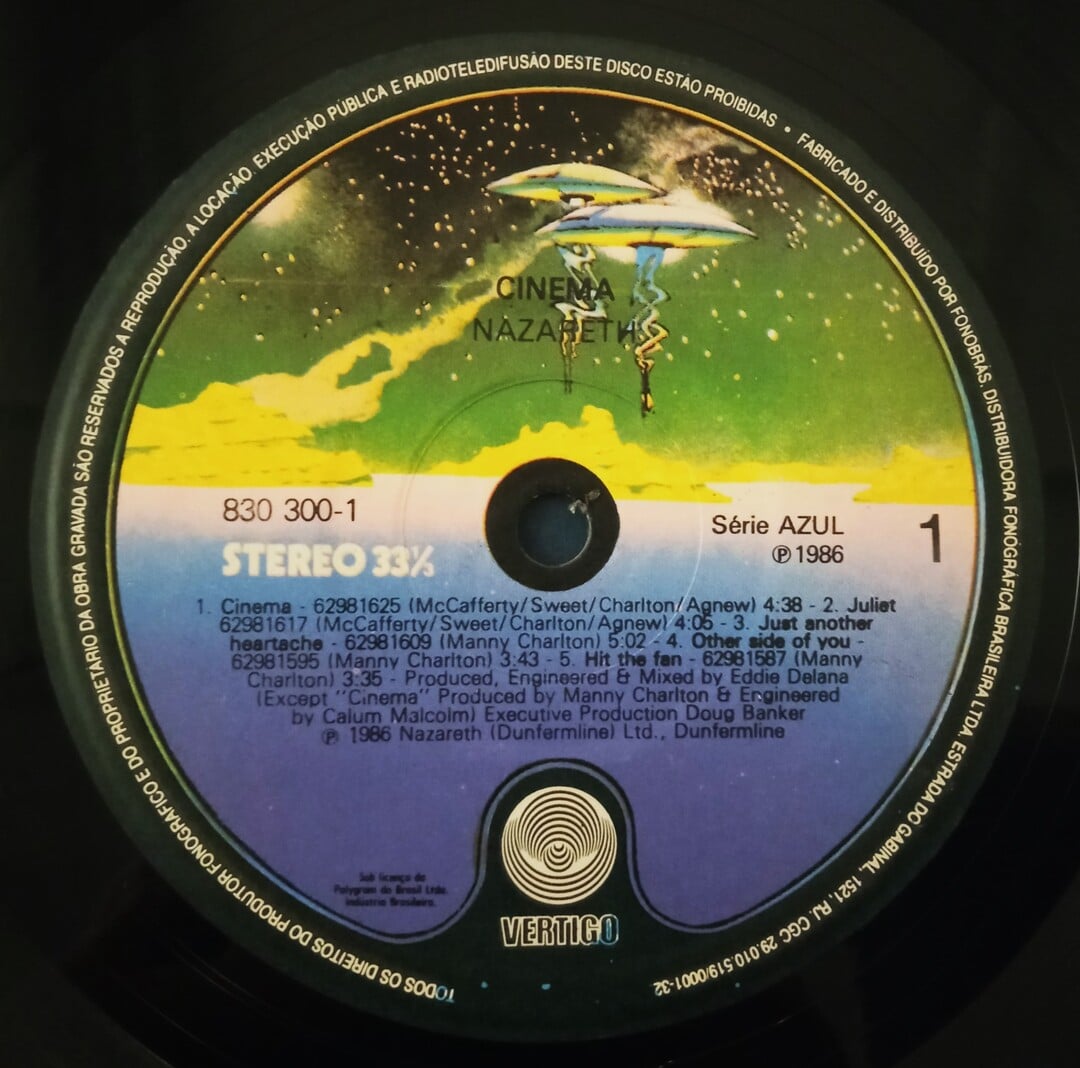 TODOS OS DIREITOS DO PRODUTOR FONOGRÁFICO E DO PROPRIETÁRIO DA OBRA GRAVADA SÃO RESERVADOS A REPRODUÇÃO. A LOCAÇÃO. EXECUÇÃO PÚBLICA E RADIOTELEDIFUSÃO DESTE DISCO ESTÃO PROIBIDAS • FABRICADO E DISTRIBUÍDO POR FONOBRÁS. DISTRIBUIDORA FONOGRÁFICA BRASILEIRA LTDA. ESTRADA DO GABINAL, 1521, RJ. CGC 29.010.519/0001-32
CINEMA
NAZARETH
830 300-1
STEREO 33⅓
Série AZUL
℗ 1986
1
1. Cinema - 62981625 (McCafferty/Sweet/Charlton/Agnew) 4:38 - 2. Juliet
62981617 (McCafferty/Sweet/Charlton/Agnew) 4:05 - 3. Just another
heartache - 62981609 (Manny Charlton) 5:02 - 4. Other side of you -
62981595 (Manny Charlton) 3:43 - 5. Hit the fan - 62981587 (Manny
Charlton) 3:35 - Produced, Engineered & Mixed by Eddie Delana
(Except "Cinema" Produced by Manny Charlton & Engineered
by Calum Malcolm) Executive Production Doug Banker
℗ 1986 Nazareth (Dunfermline) Ltd., Dunfermline
Sob licença de
Polygram do Brasil Ltda.
Industria Brasileira.
VERTIGO